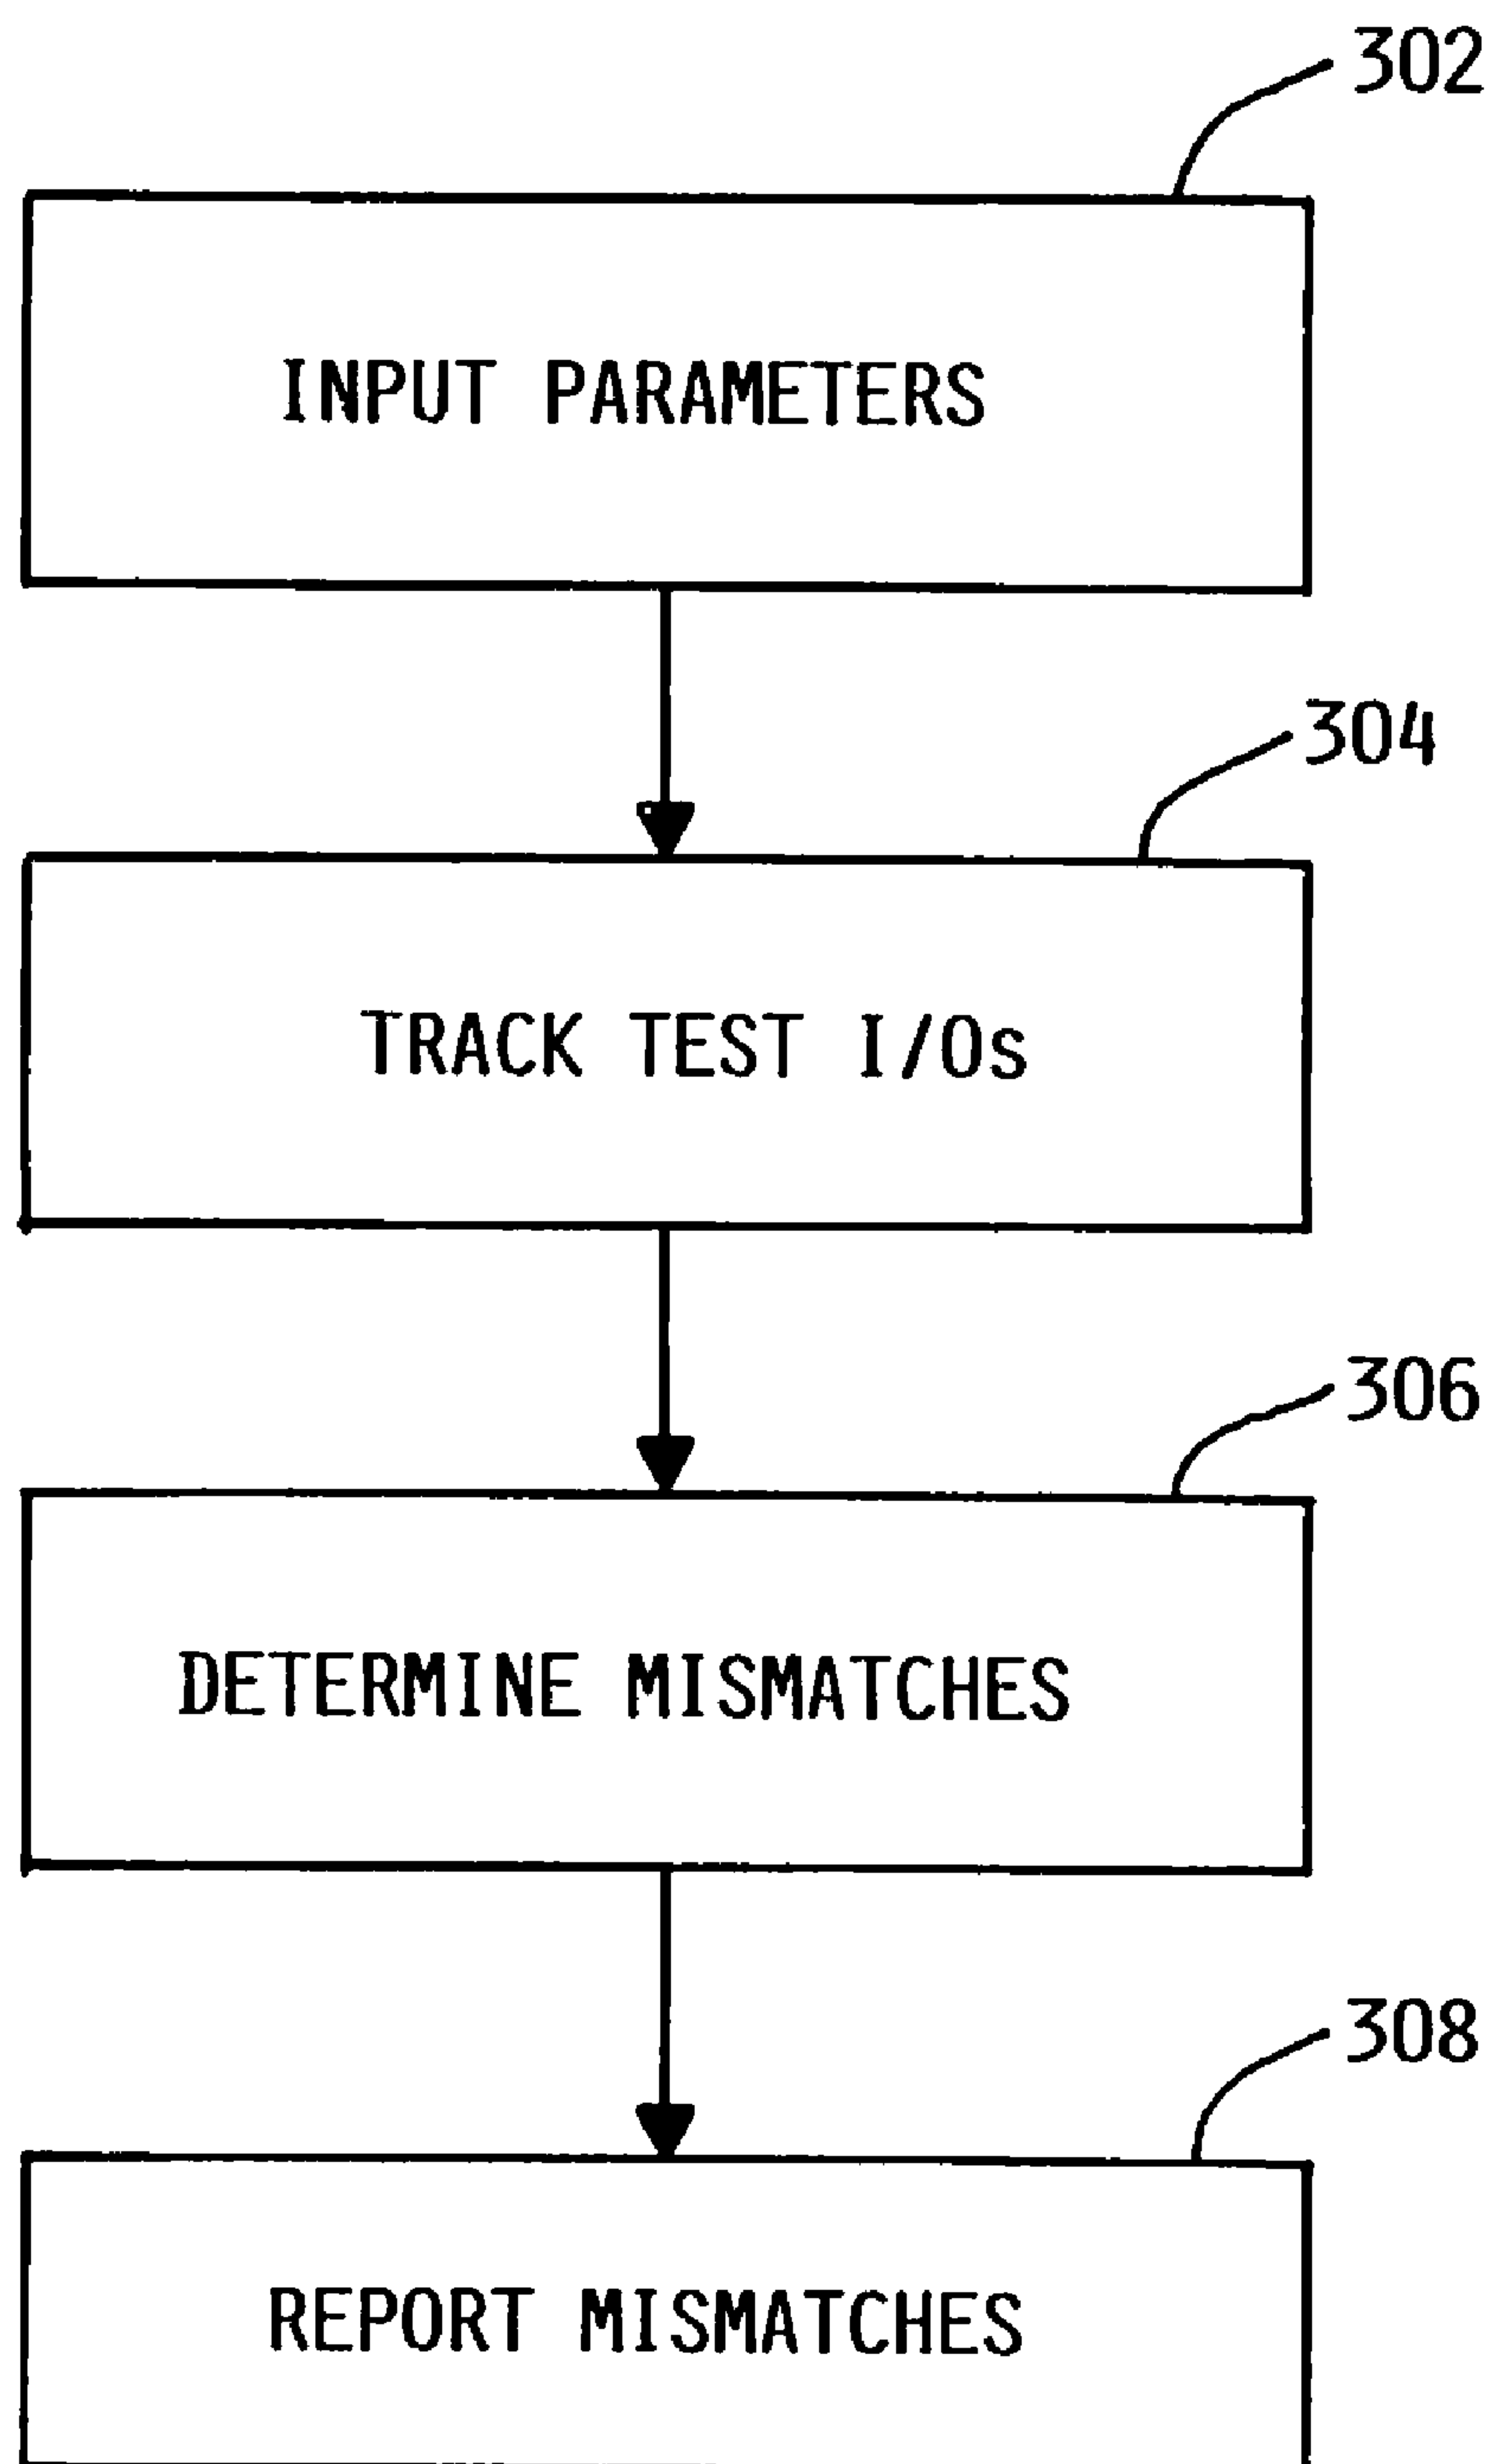 302
INPUT PARAMETERS
304
TRACK TEST I/Os
306
DETERMINE MISMATCHES
308
REPORT MISMATCHES